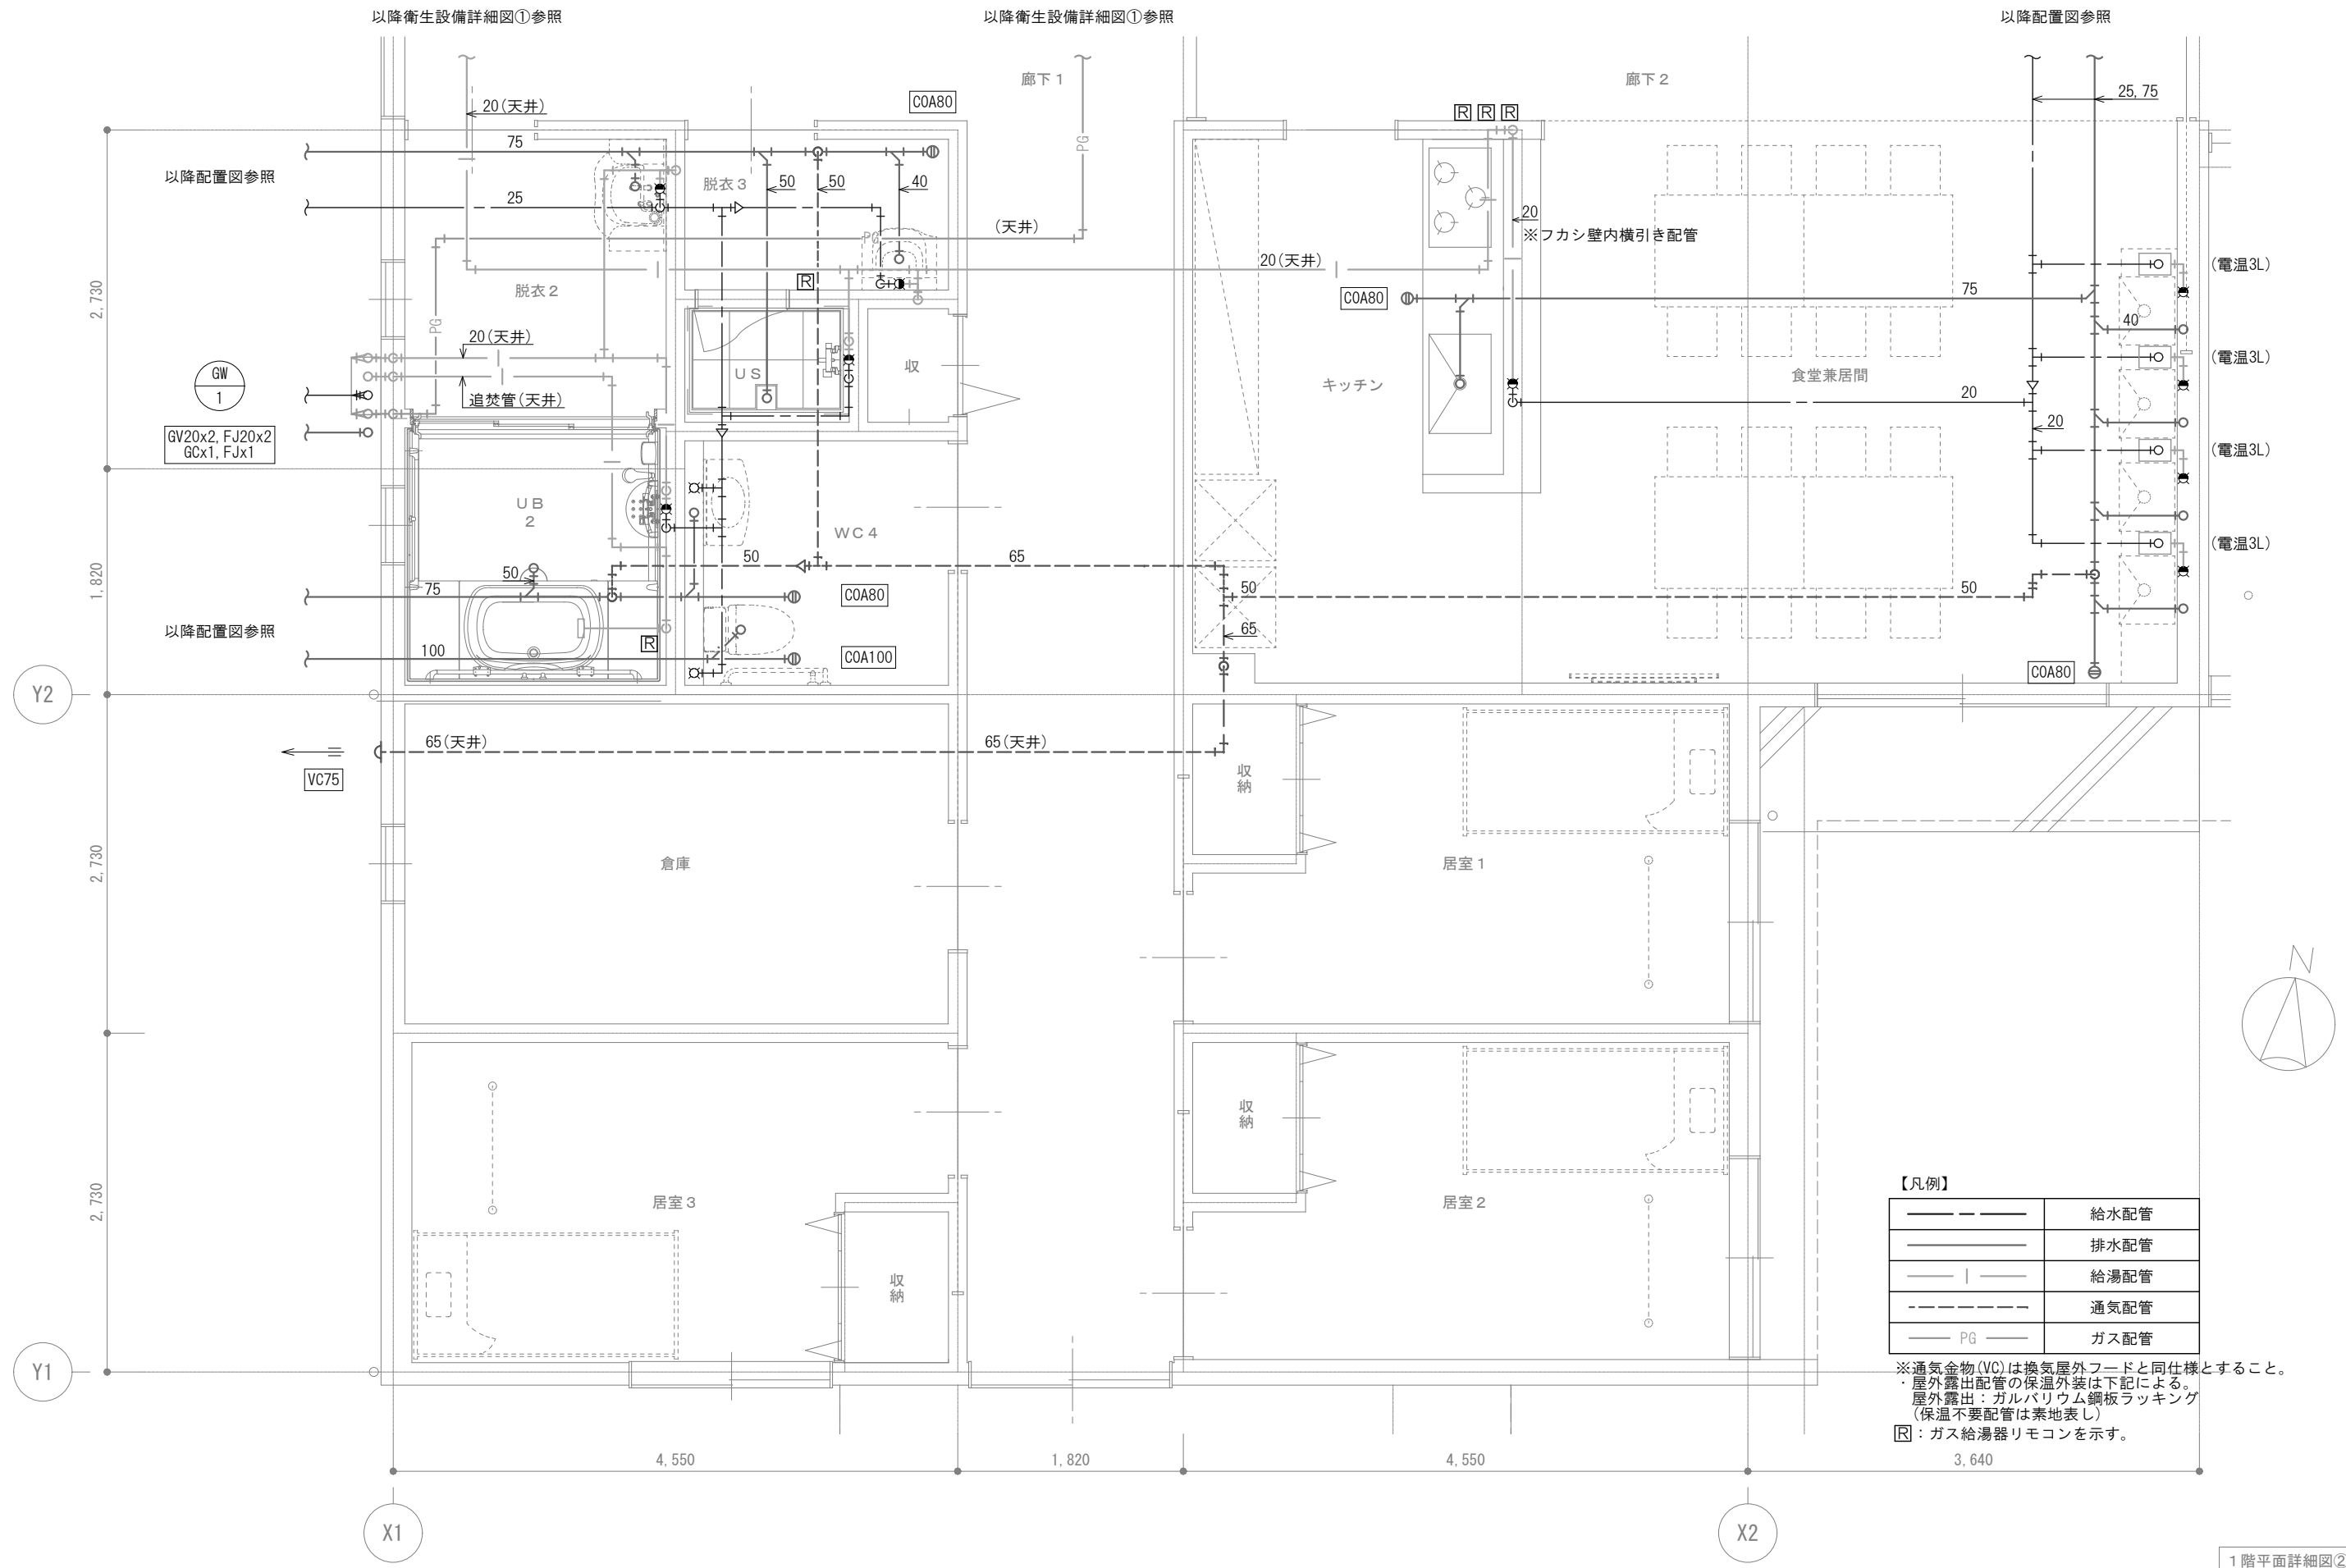 以降衛生設備詳細図①参照
以降衛生設備詳細図①参照
以降配置図参照
廊下1
廊下2
20(天井)
COA80
R R R
25,75
PG
75
以降配置図参照
脱衣3
50
50
40
25
20
※フカシ壁内横引き配管
(天井)
PG
20(天井)
(電温3L)
R
脱衣2
2,730
COA80
75
40
PG
20(天井)
GW
1
US
収
キッチン
食堂兼居間
(電温3L)
追焚管(天井)
20
20
GV20x2, FJ20x2
GCx1, FJx1
(電温3L)
UB
2
WC4
(電温3L)
50
65
1,820
50
75
COA80
50
50
以降配置図参照
65
R
100
COA100
COA80
Y2
65(天井)
65(天井)
VC75
収納
倉庫
居室1
2,730
N
収納
居室3
居室2
2,730
収納
【凡例】
給水配管
排水配管
給湯配管
通気配管
PG
ガス配管
Y1
※通気金物(VC)は換気屋外フードと同仕様とすること。
・屋外露出配管の保温外装は下記による。
屋外露出：ガルバリウム鋼板ラッキング
(保温不要配管は素地表し)
R：ガス給湯器リモコンを示す。
4,550
1,820
4,550
3,640
X1
X2
1階平面詳細図②